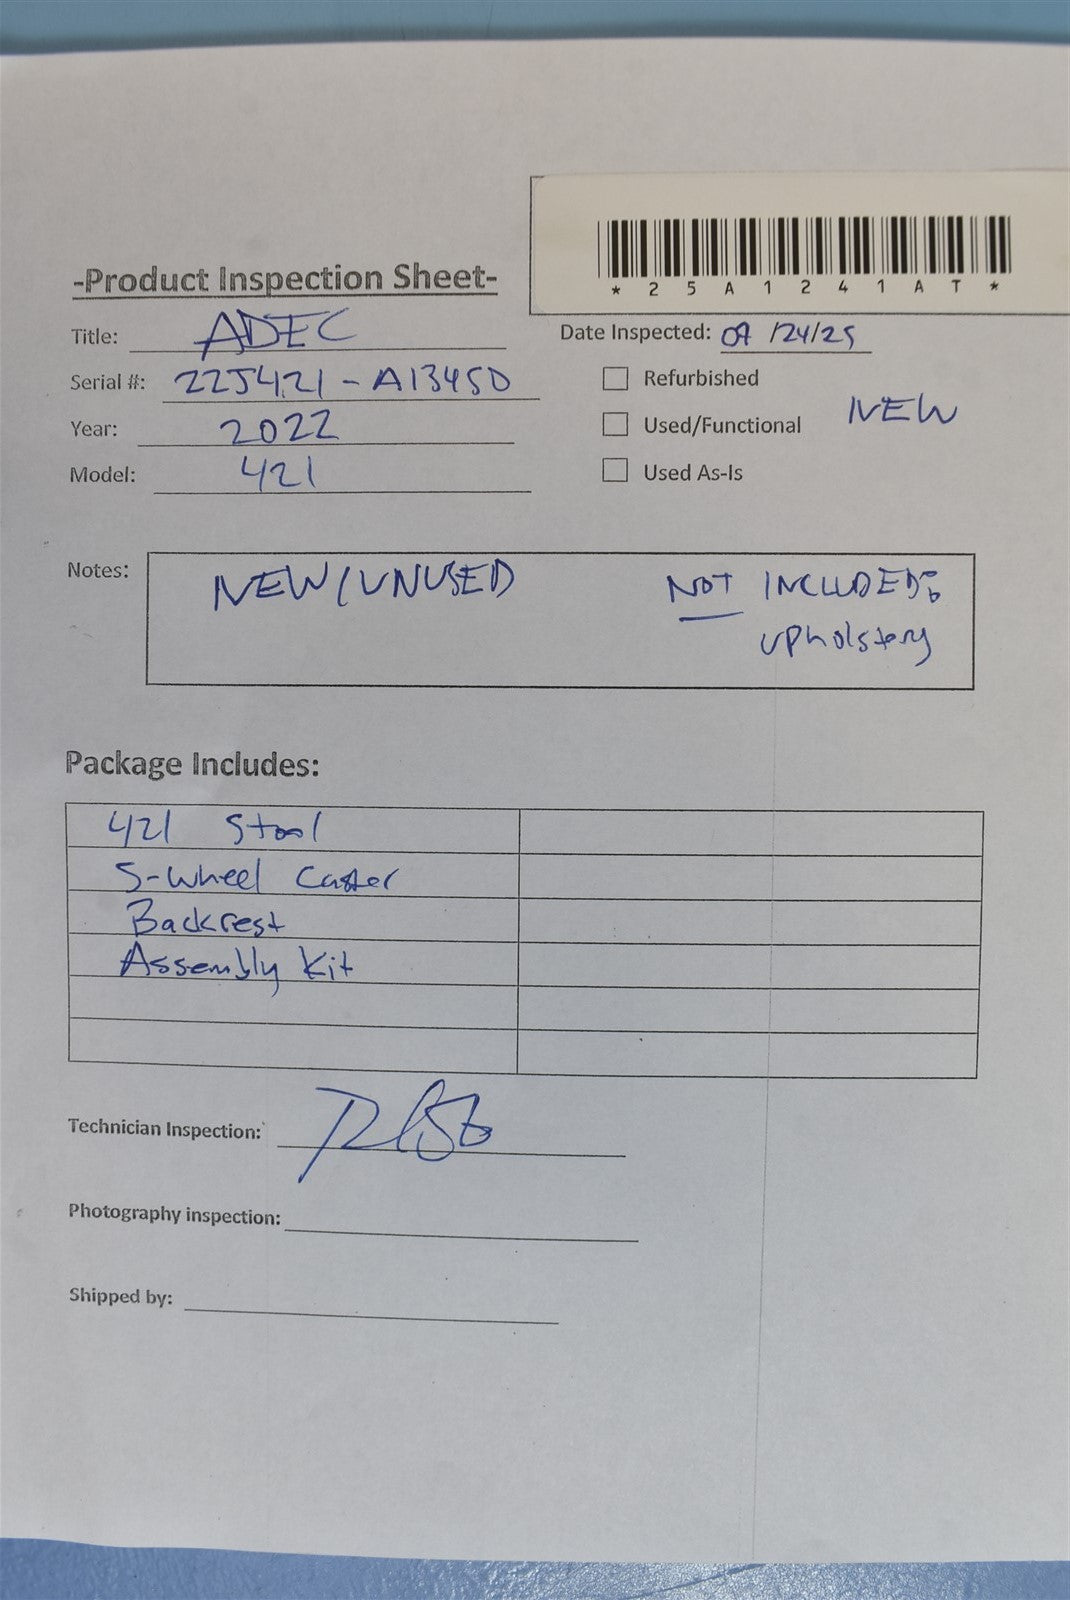 *25A1241AT*
-Product Inspection Sheet-
Title: ADEC
Date Inspected: 09/24/25
Serial #: 22J421-A1345D
Refurbished
Year: 2022
Used/Functional NEW
Model: 421
Used As-Is
Notes: NEW/UNUSED NOT INCLUDED:
upholstery
Package Includes:
421 Stool
5-wheel Caster
Backrest
Assembly Kit
Technician Inspection:
Photography inspection:
Shipped by: